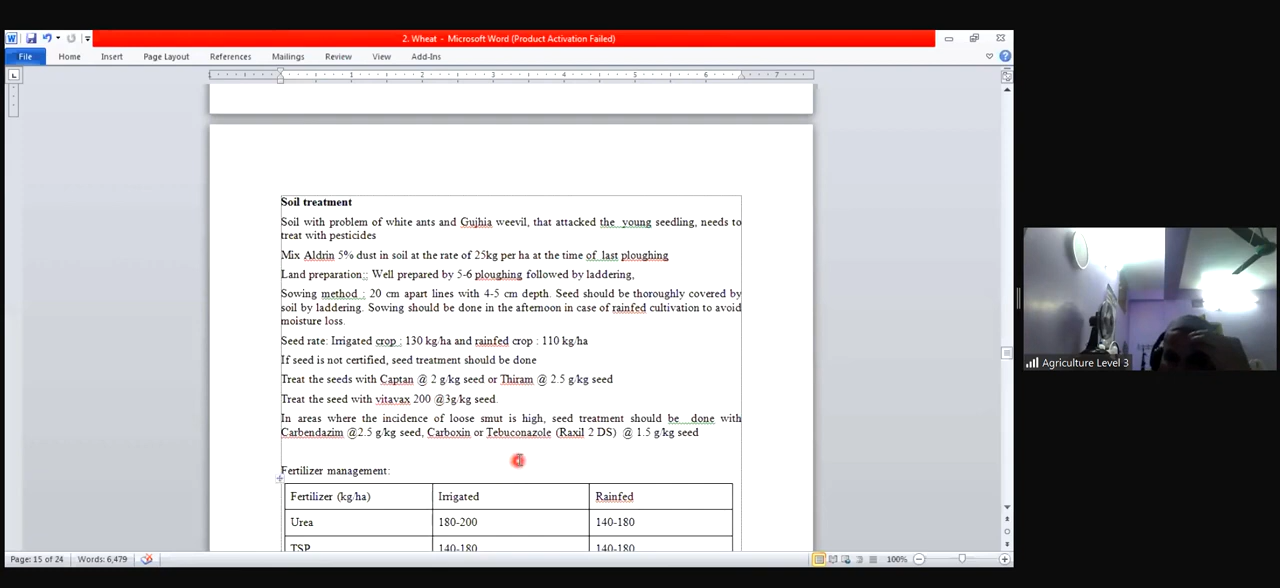 2. Wheat - Microsoft Word (Product Activation Failed)
File Home Insert Page Layout References Mailings Review View Add-Ins
1 2 3 4 5 6 7
Soil treatment
Soil with problem of white ants and Gujhia weevil, that attacked the young seedling, needs to
treat with pesticides
Mix Aldrin 5% dust in soil at the rate of 25kg per ha at the time of last ploughing
Land preparation:: Well prepared by 5-6 ploughing followed by laddering,
Sowing method : 20 cm apart lines with 4-5 cm depth. Seed should be thoroughly covered by
soil by laddering. Sowing should be done in the afternoon in case of rainfed cultivation to avoid
moisture loss.
Seed rate: Irrigated crop : 130 kg/ha and rainfed crop : 110 kg/ha
If seed is not certified, seed treatment should be done
Treat the seeds with Captan @ 2 g/kg seed or Thiram @ 2.5 g/kg seed
Treat the seed with vitavax 200 @3g/kg seed.
In areas where the incidence of loose smut is high, seed treatment should be done with
Carbendazim @2.5 g/kg seed, Carboxin or Tebuconazole (Raxil 2 DS) @ 1.5 g/kg seed
Fertilizer management:
Fertilizer (kg/ha) Irrigated Rainfed
Urea 180-200 140-180
TSP 140-180 140-180
Agriculture Level 3
Page: 15 of 24 Words: 6,479 100%